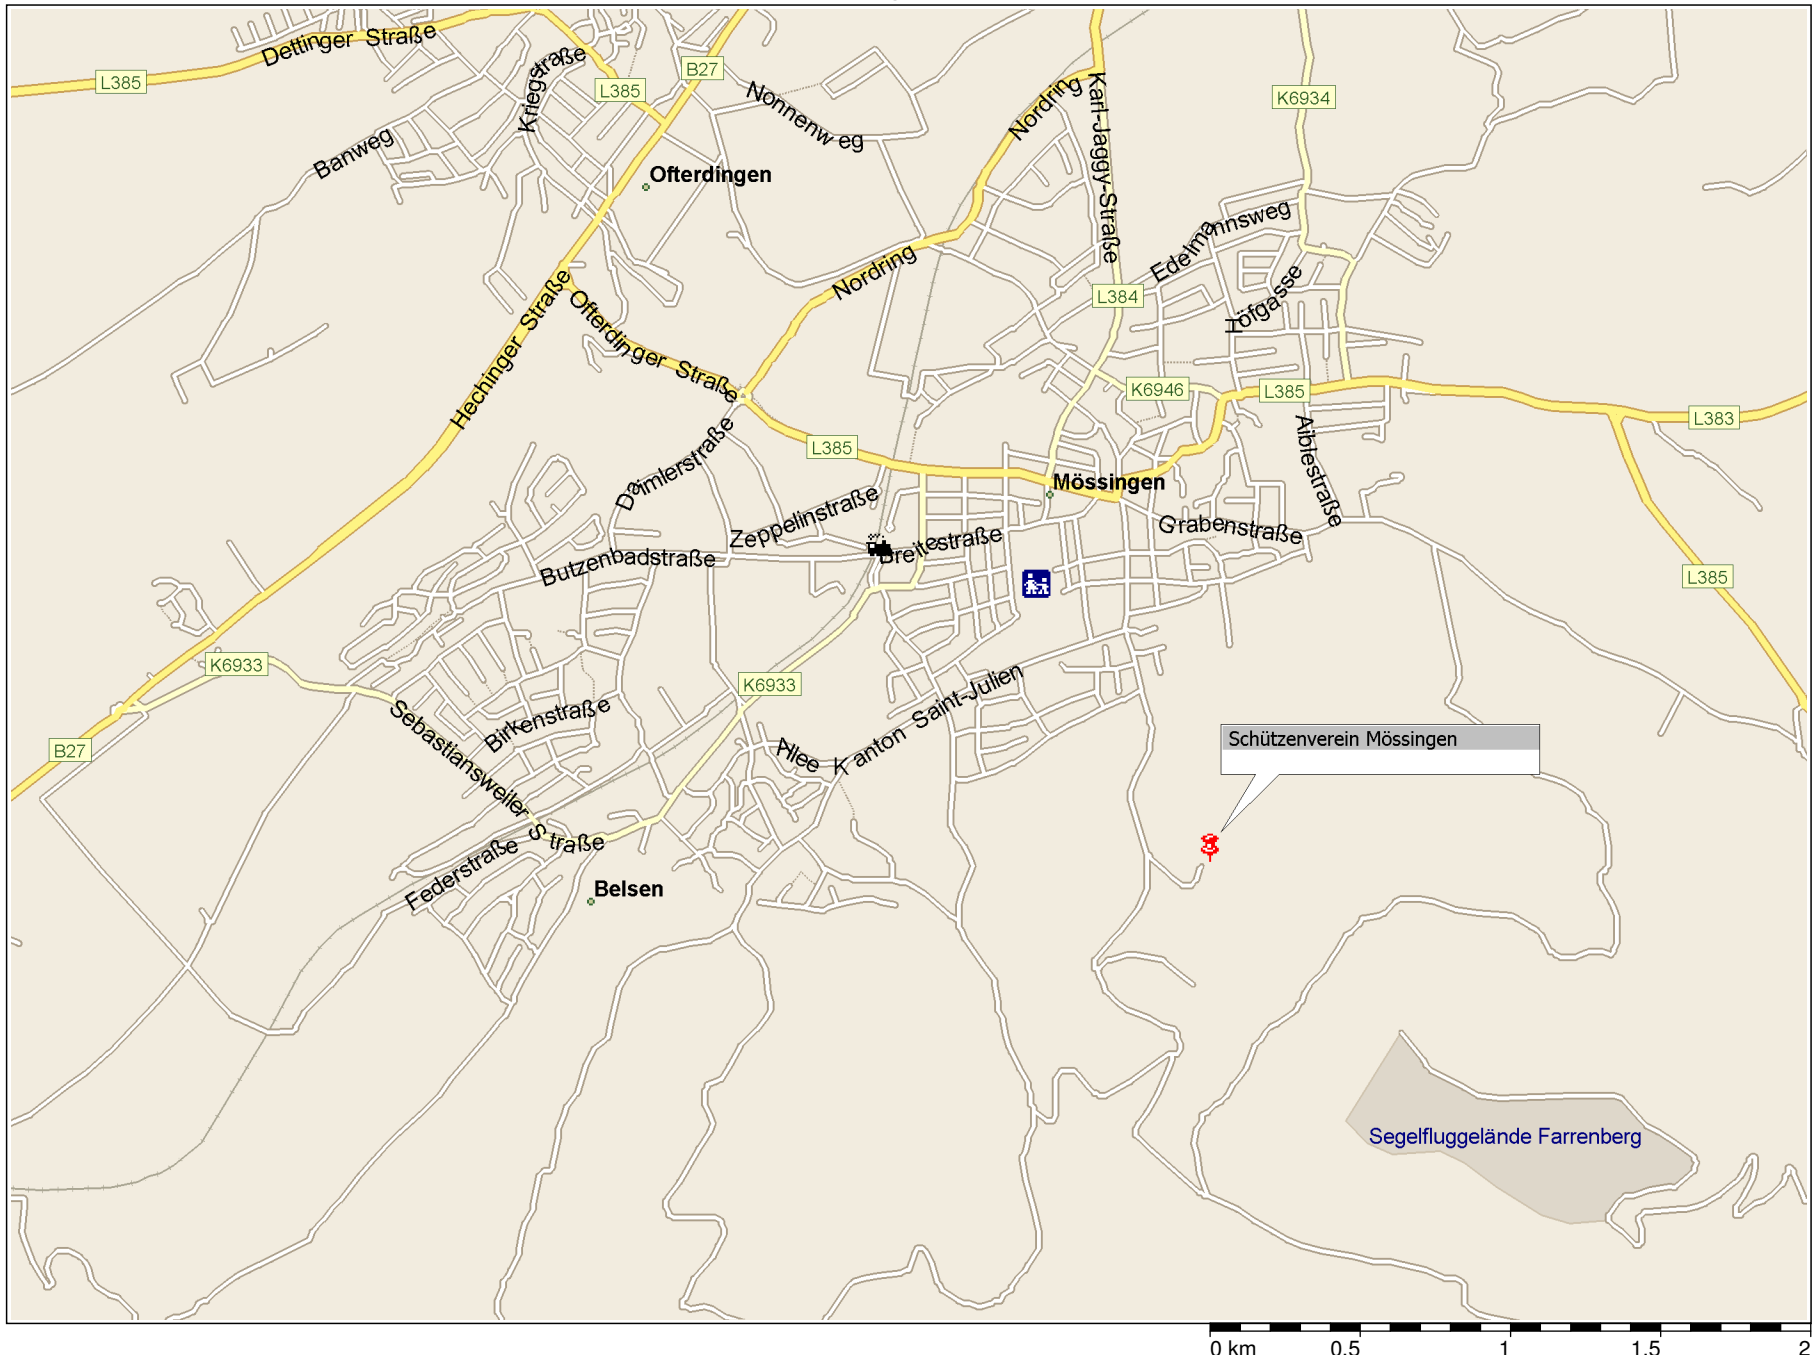 Dettinger Straße
L385
Kriegstraße
L385
B27
Nonnenweg
Nordring
Karl-Jaggy-Straße
K6934
Banweg
Ofterdingen
Edelmannsweg
Nordring
Hechinger Straße
Ofterdinger Straße
L384
Höfgasse
K6946
L385
L383
Daimlerstraße
L385
Aiblestraße
Mössingen
Zeppelinstraße
Grabenstraße
Breitestraße
Butzenbadstraße
L385
K6933
K6933
Saint-Julien
Sebastiansweiler Straße
Birkenstraße
B27
Allee Kanton
Schützenverein Mössingen
Federstraße
Belsen
Segelfluggelände Farrenberg
0 km 0.5 1 1.5 2